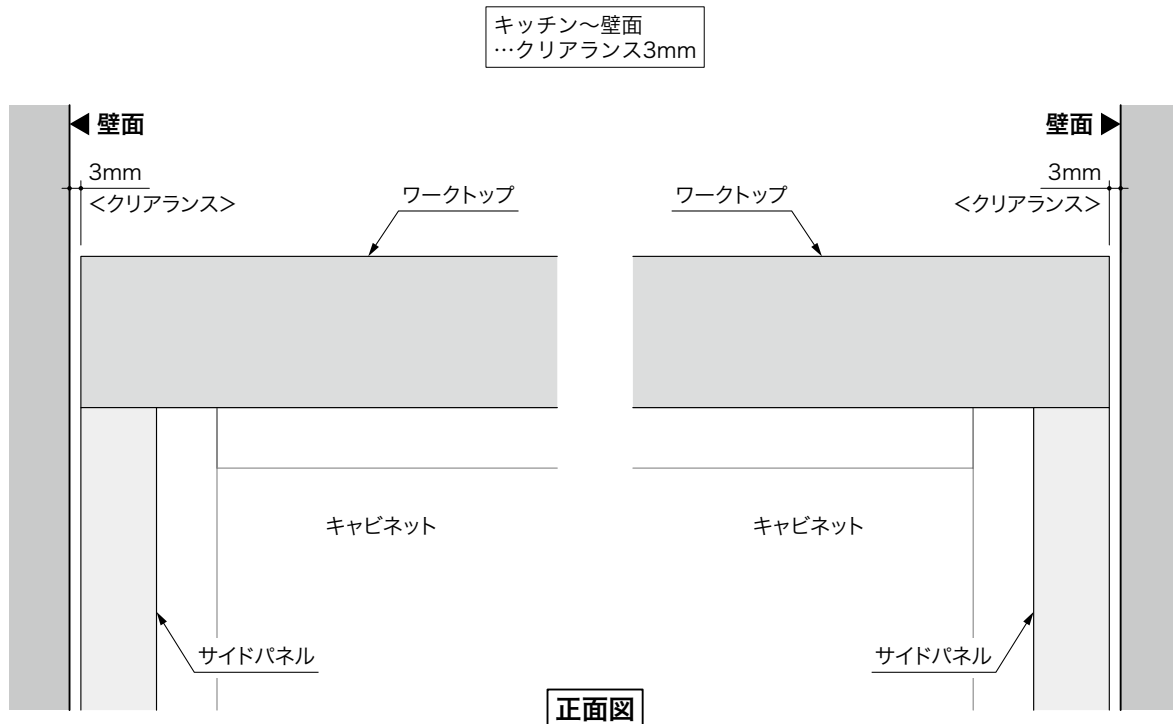 キッチン〜壁面
…クリアランス3mm
◀ 壁面
壁面 ▶
3mm
<クリアランス>
ワークトップ
ワークトップ
3mm
<クリアランス>
キャビネット
キャビネット
サイドパネル
サイドパネル
正面図